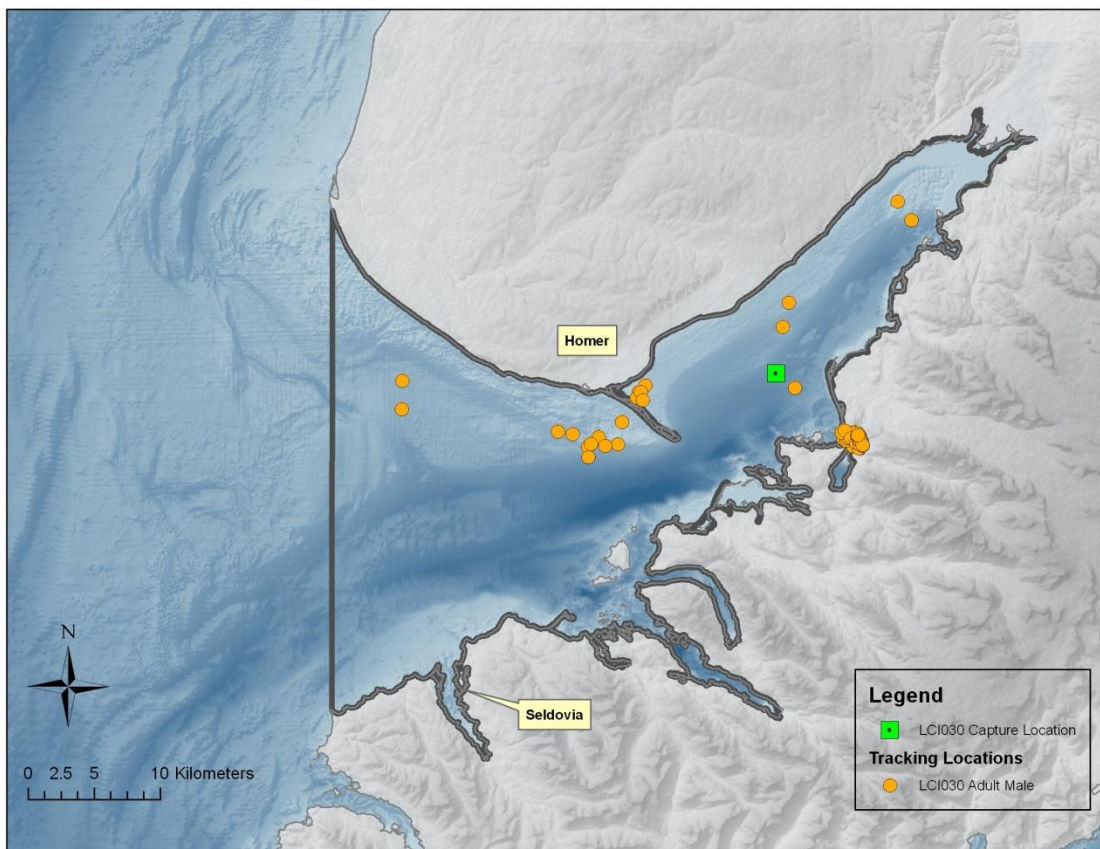 Homer
N
Seldovia
0 2.5 5 10 Kilometers
Legend
LCI030 Capture Location
Tracking Locations
LCI030 Adult Male